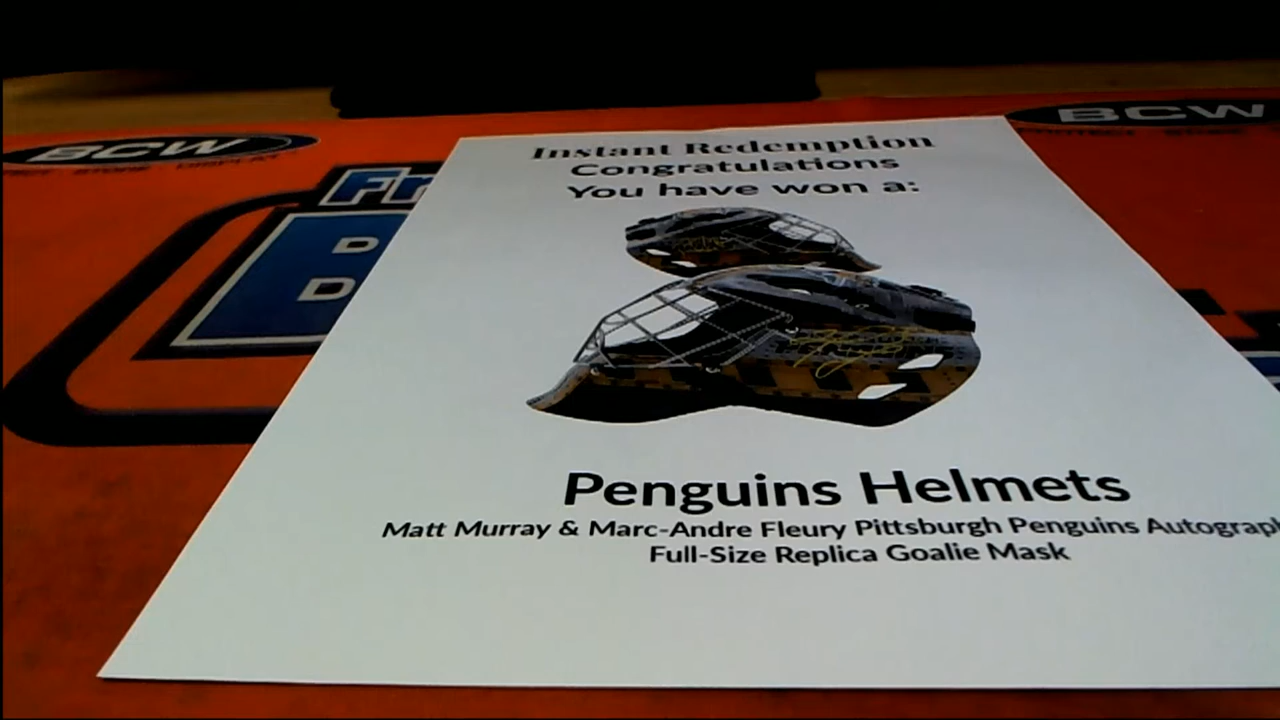 BCW
BCW
Fr
D
D
Instant Redemption
Congratulations
You have won a:
Penguins Helmets
Matt Murray & Marc-Andre Fleury Pittsburgh Penguins Autograph
Full-Size Replica Goalie Mask